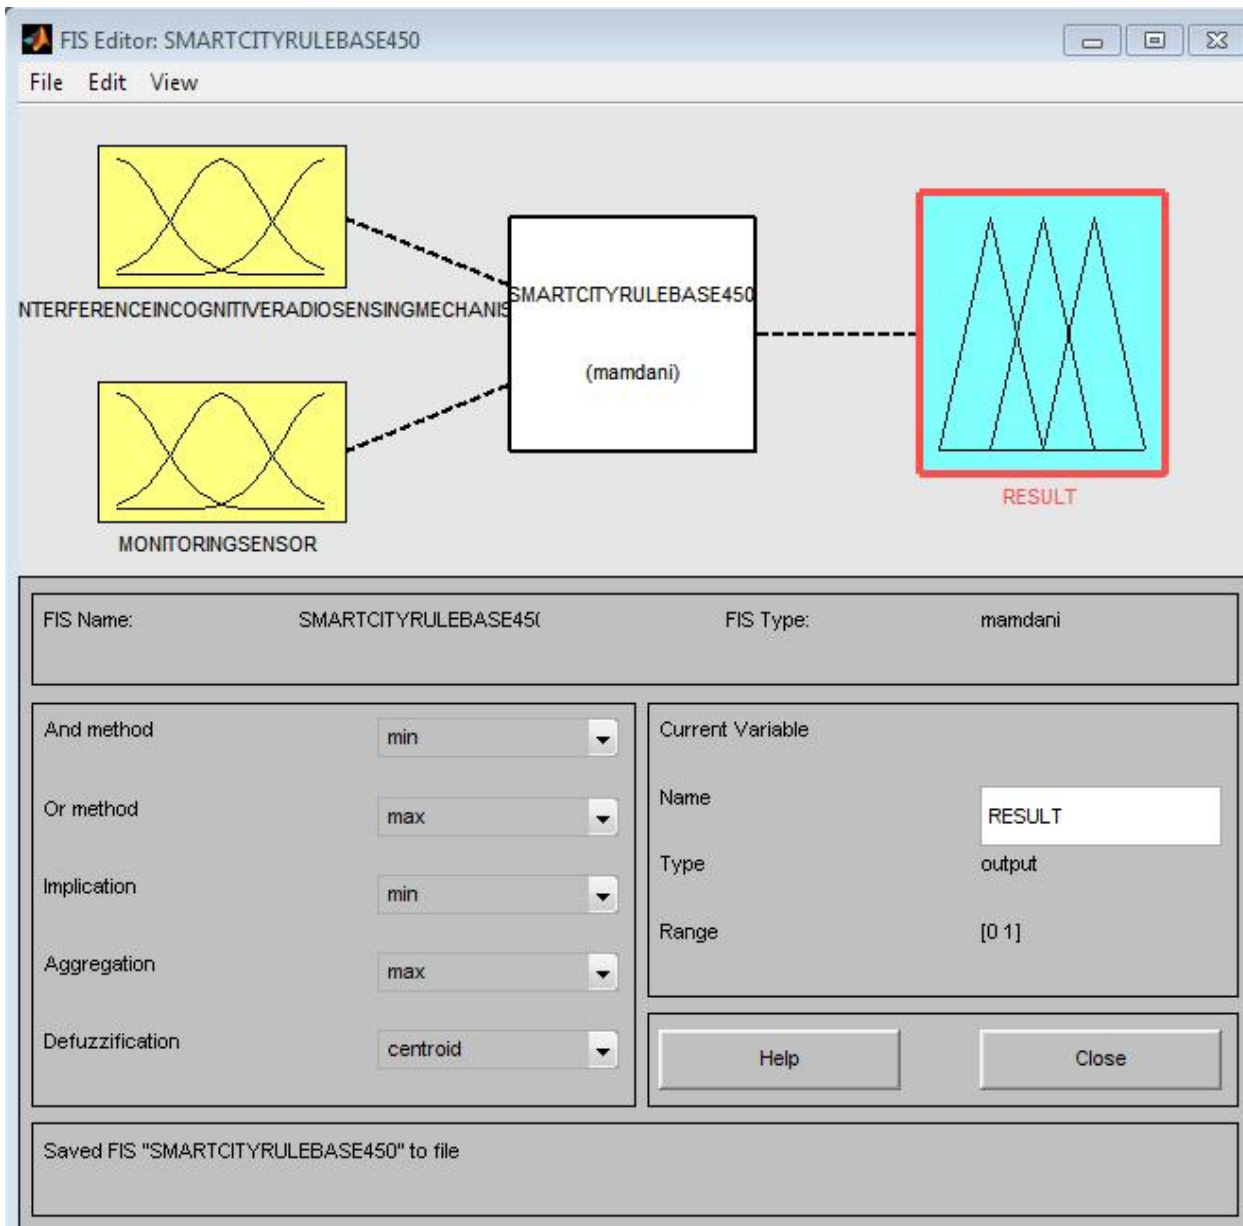 FIS Editor: SMARTCITYRULEBASE450
File Edit View
NTERFERENCEINCOGNITIVERADIOSENSINGMECHANIS
SMARTCITYRULEBASE450
(mamdani)
RESULT
MONITORINGSENSOR
FIS Name: SMARTCITYRULEBASE450 FIS Type: mamdani
And method min
Or method max
Implication min
Aggregation max
Defuzzification centroid
Current Variable
Name RESULT
Type output
Range [0 1]
Help Close
Saved FIS "SMARTCITYRULEBASE450" to file